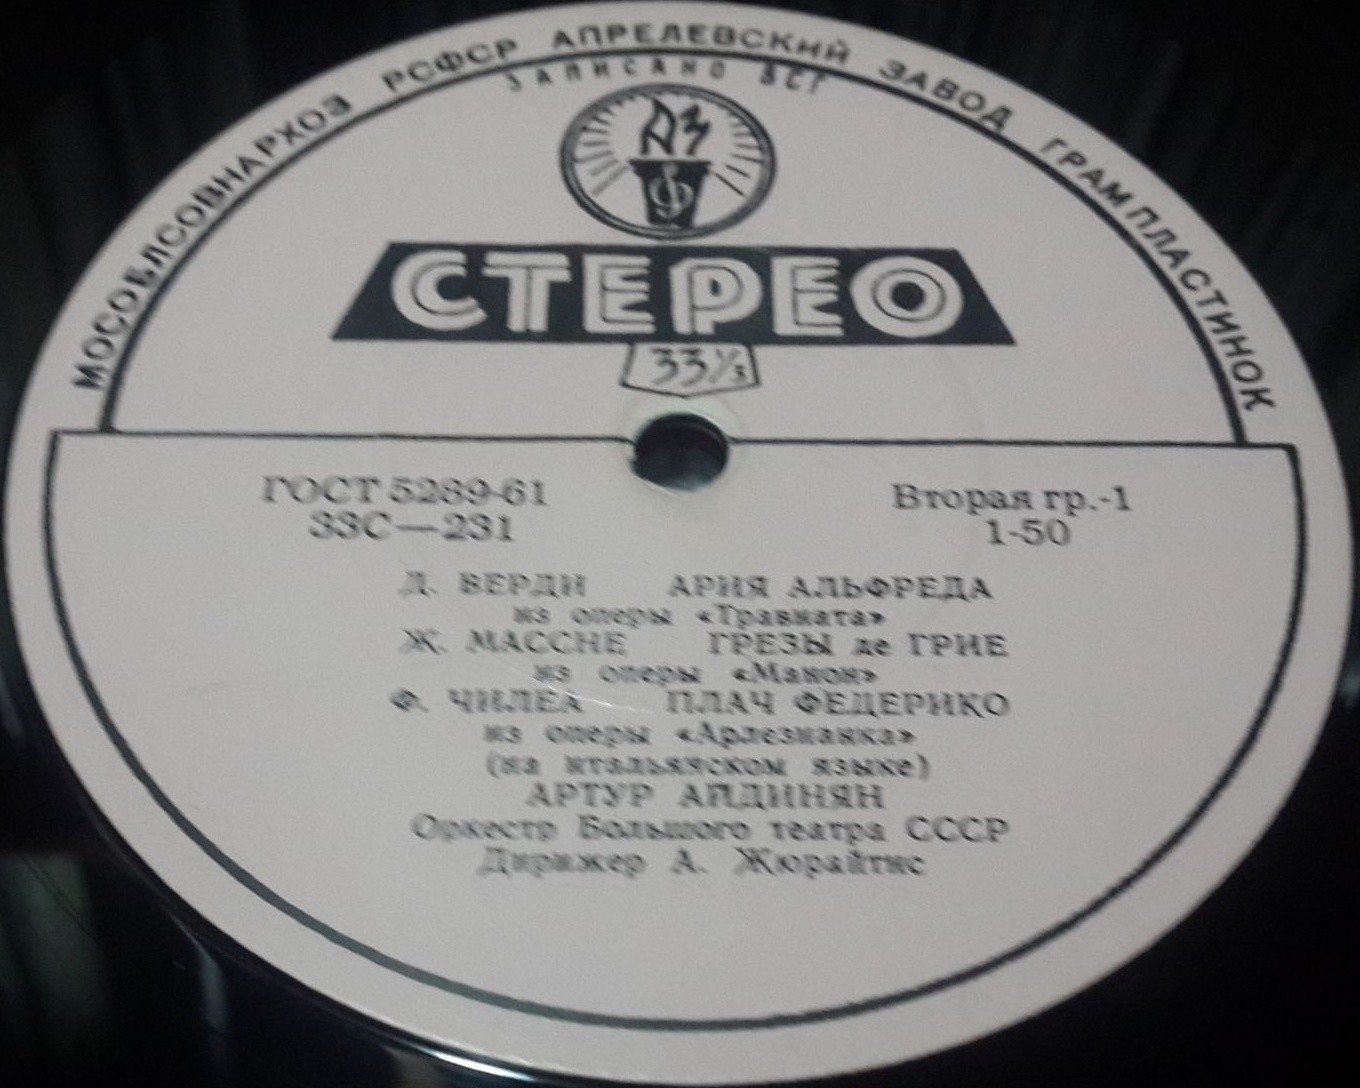 МОСОБЛСОВНАРХОЗ РСФСР АПРЕЛЕВСКИЙ ЗАВОД ГРАМПЛАСТИНОК
ЗАПИСАНО ВСГ
АЗ
СТЕРЕО
33⅓
ГОСТ 5289-61 Вторая гр.-1
33С—231 1-50
Д. ВЕРДИ АРИЯ АЛЬФРЕДА
из оперы «Травиата»
Ж. МАССНЕ ГРЕЗЫ де ГРИЕ
из оперы «Манон»
Ф. ЧИЛЕА ПЛАЧ ФЕДЕРИКО
из оперы «Арлезианка»
(на итальянском языке)
АРТУР АЙДИНЯН
Оркестр Большого театра СССР
Дирижер А. Жюрайтис